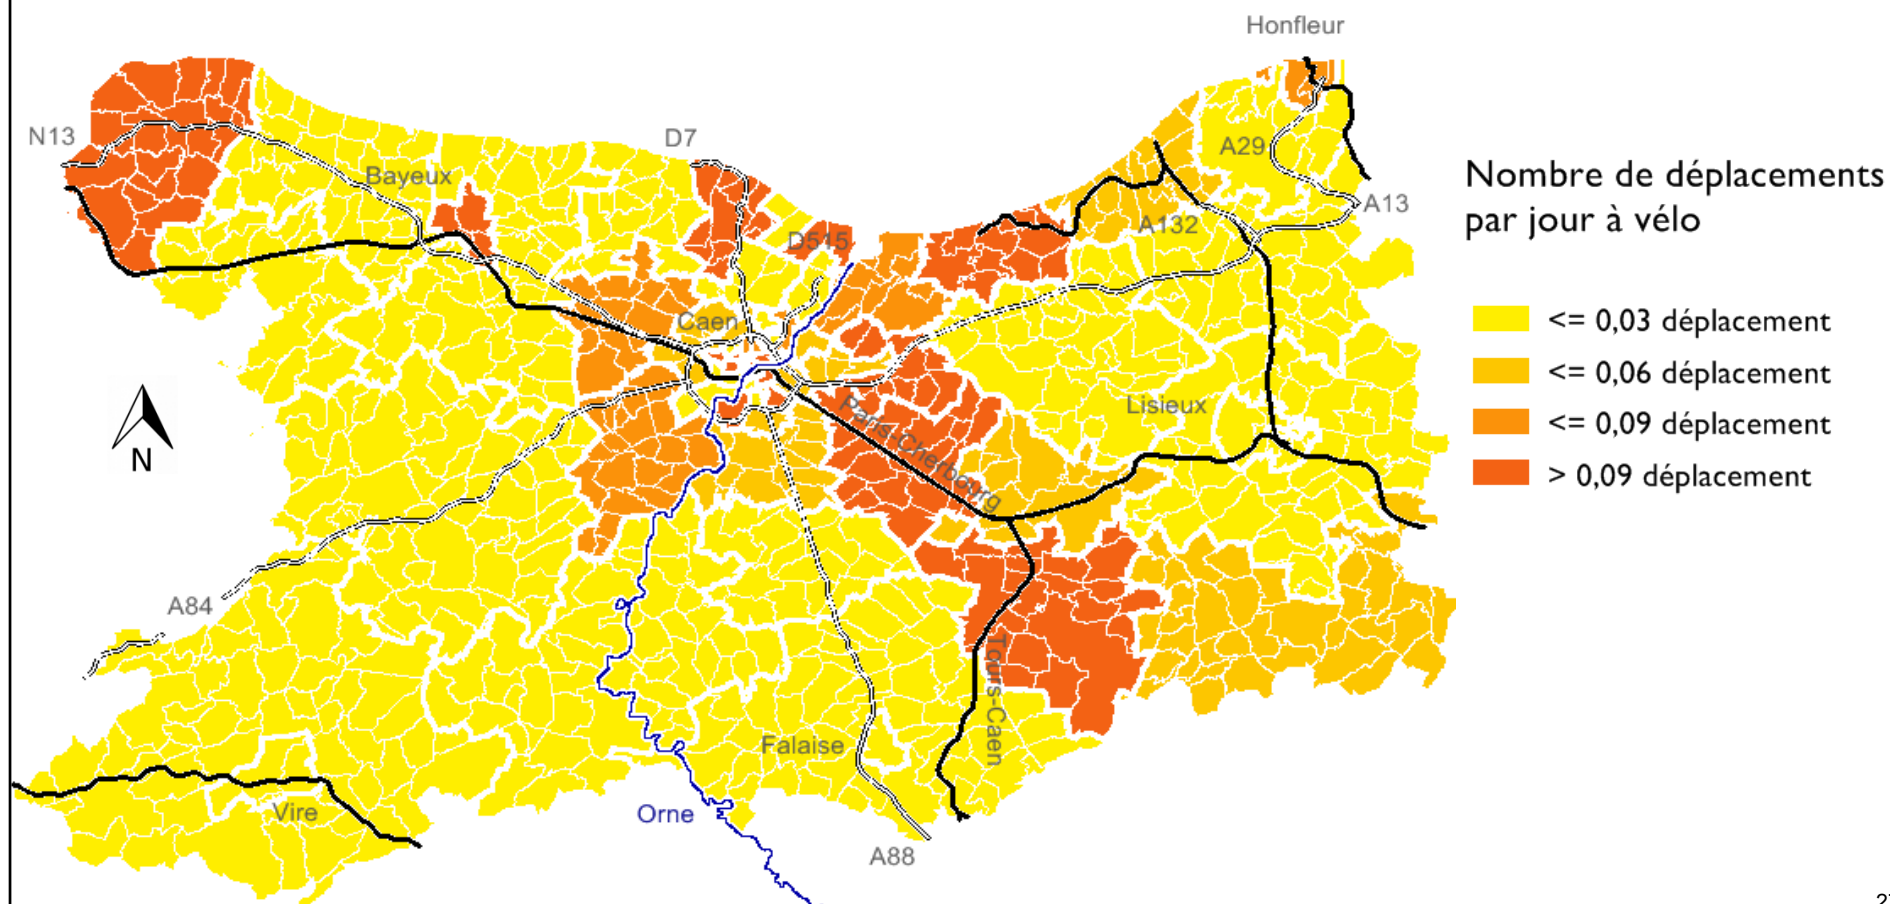 Honfleur
N13
D7
Bayeux
A29
Nombre de déplacements
par jour à vélo
A13
A132
D515
Caen
<= 0,03 déplacement
<= 0,06 déplacement
Lisieux
Paris-Cherbourg
<= 0,09 déplacement
N
> 0,09 déplacement
A84
Tours-Caen
Falaise
Vire
Orne
A88